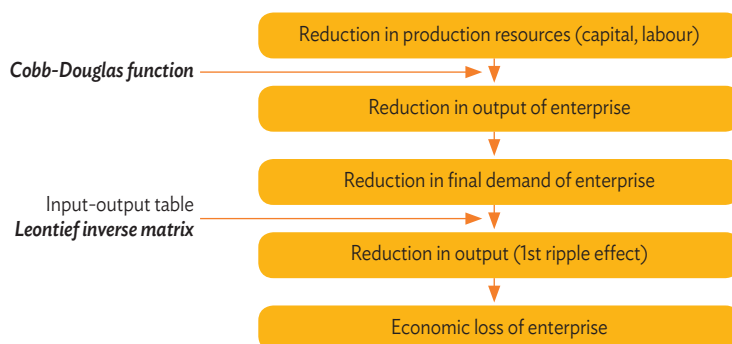 Reduction in production resources (capital, labour)
Cobb-Douglas function
Reduction in output of enterprise
Reduction in final demand of enterprise
Input-output table
Leontief inverse matrix
Reduction in output (1st ripple effect)
Economic loss of enterprise